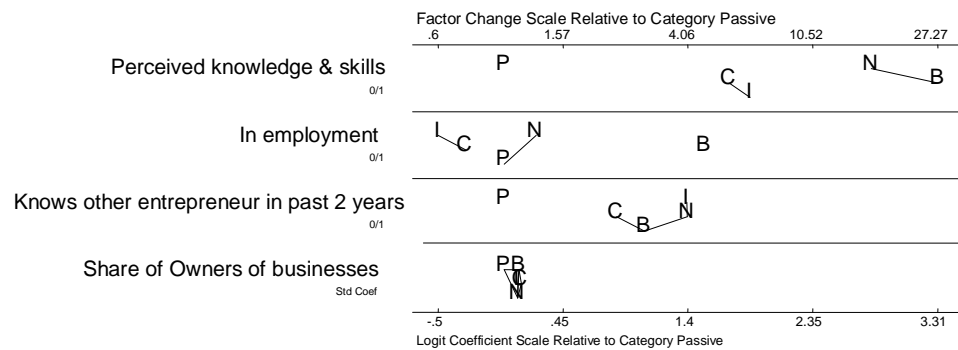 Factor Change Scale Relative to Category Passive
.6 1.57 4.06 10.52 27.27
Perceived knowledge & skills
0/1
P C I N B
In employment
0/1
I C P N B
Knows other entrepreneur in past 2 years
0/1
P C B I N
Share of Owners of businesses
Std Coef
P B C I N
-.5 .45 1.4 2.35 3.31
Logit Coefficient Scale Relative to Category Passive